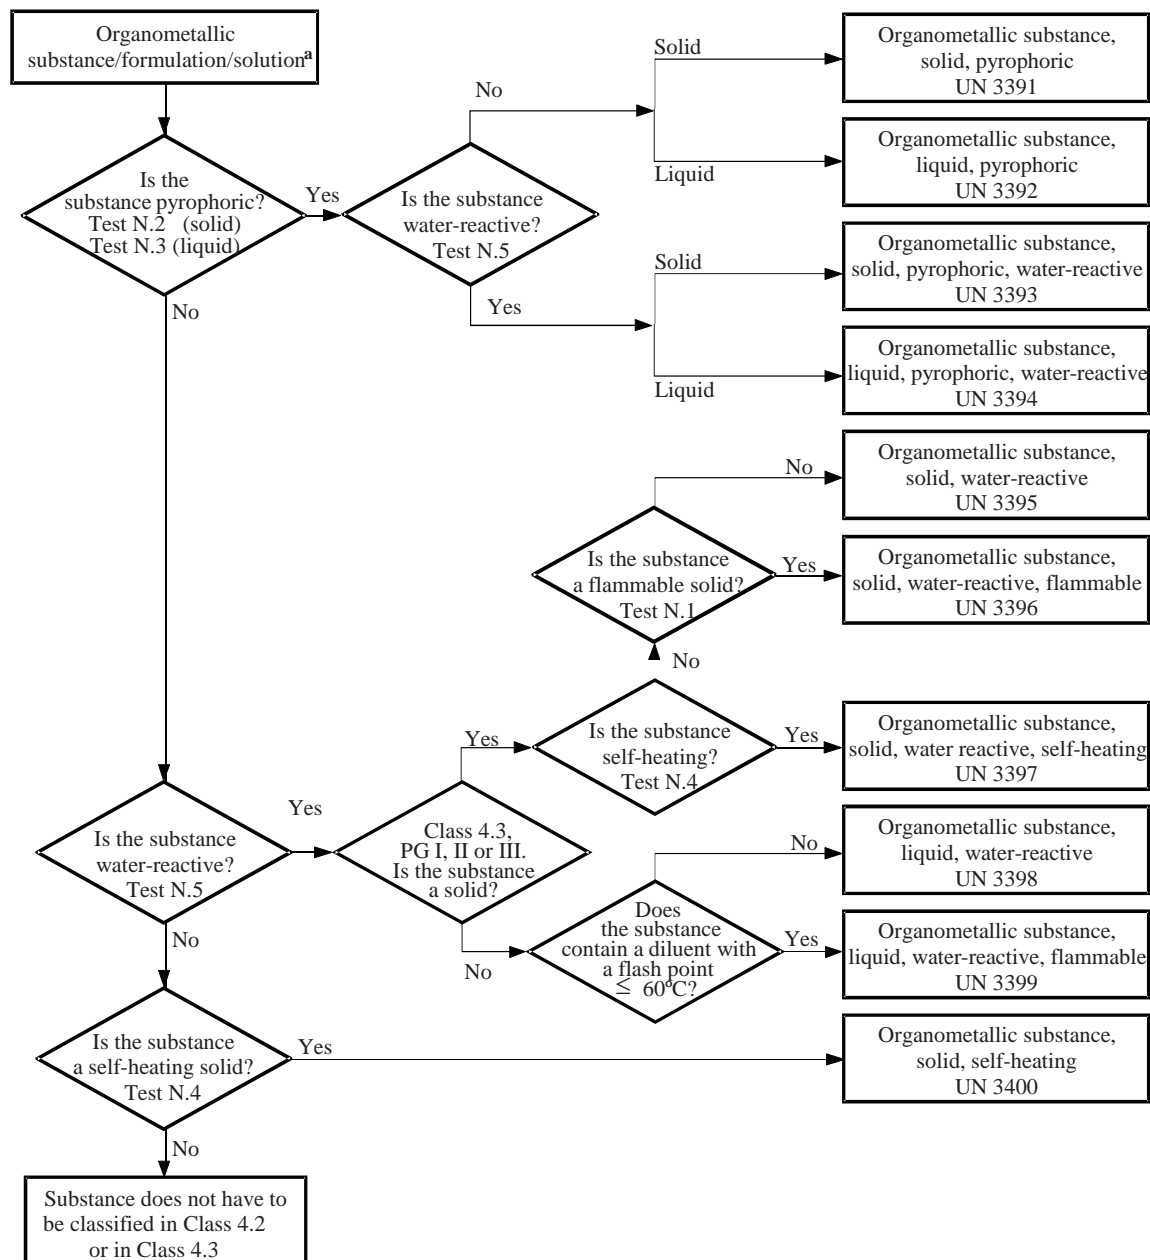 Organometallic
substance/formulation/solutionᵃ
Is the
substance pyrophoric?
Test N.2 (solid)
Test N.3 (liquid)
Yes
No
Is the substance
water-reactive?
Test N.5
No
Yes
Solid
Liquid
Organometallic substance,
solid, pyrophoric
UN 3391
Organometallic substance,
liquid, pyrophoric
UN 3392
Solid
Liquid
Organometallic substance,
solid, pyrophoric, water-reactive
UN 3393
Organometallic substance,
liquid, pyrophoric, water-reactive
UN 3394
No
Organometallic substance,
solid, water-reactive
UN 3395
Is the substance
a flammable solid?
Test N.1
Yes
Organometallic substance,
solid, water-reactive, flammable
UN 3396
No
Is the substance
self-heating?
Test N.4
Yes
Organometallic substance,
solid, water reactive, self-heating
UN 3397
Is the substance
water-reactive?
Test N.5
Yes
Class 4.3,
PG I, II or III.
Is the substance
a solid?
Yes
No
Does
the substance
contain a diluent with
a flash point
≤ 60ºC?
No
Organometallic substance,
liquid, water-reactive
UN 3398
Yes
Organometallic substance,
liquid, water-reactive, flammable
UN 3399
No
Is the substance
a self-heating solid?
Test N.4
Yes
Organometallic substance,
solid, self-heating
UN 3400
No
Substance does not have to
be classified in Class 4.2
or in Class 4.3